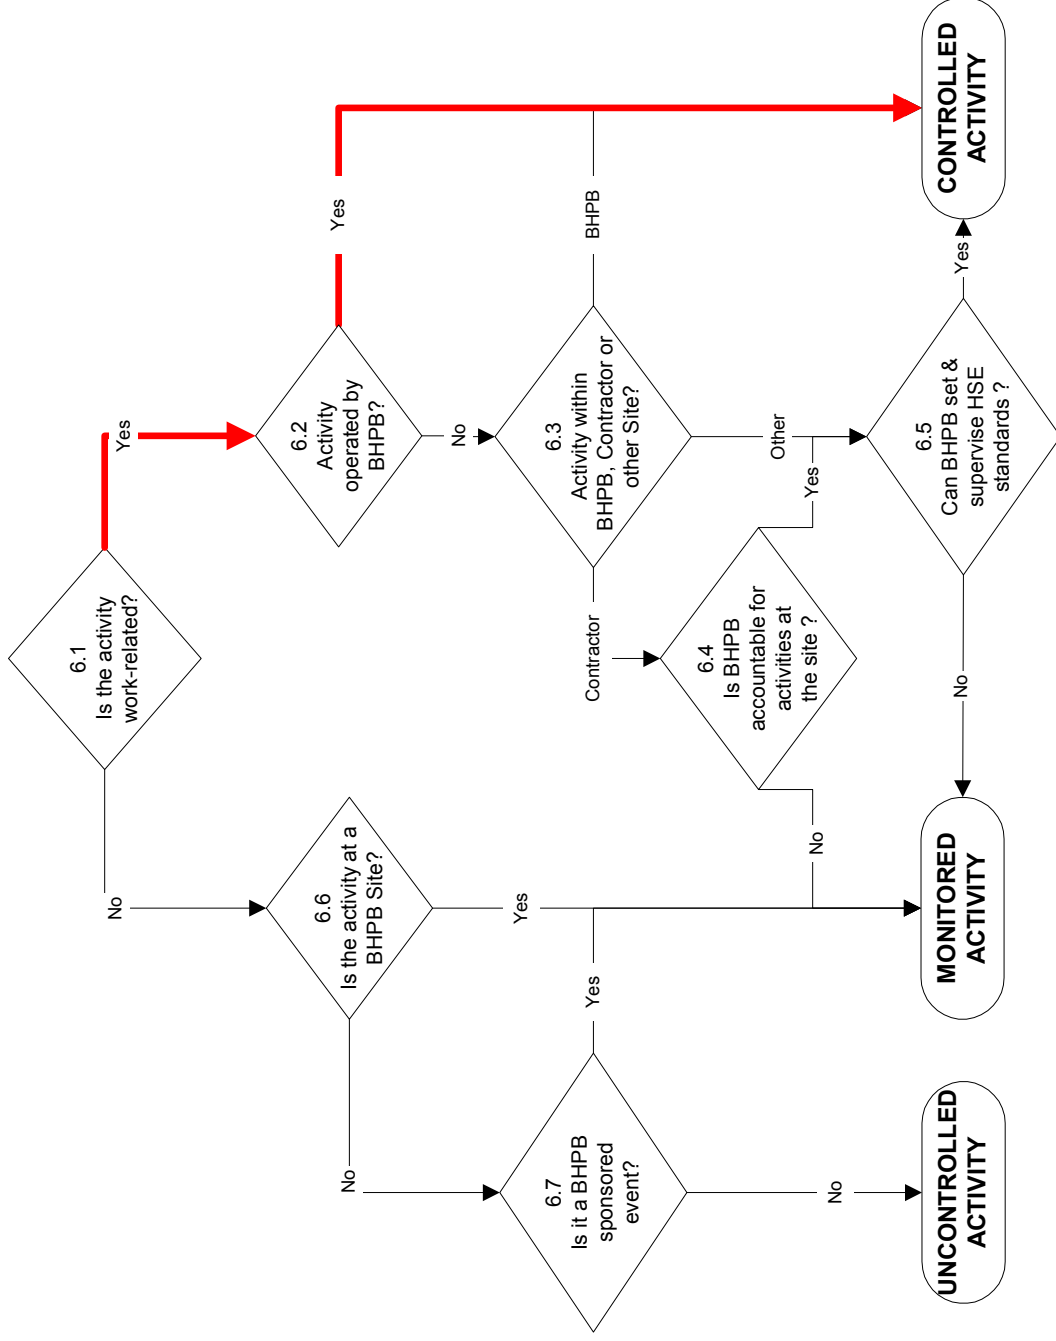 6.1
Is the activity
work-related?
No
Yes
6.6
Is the activity at a
BHPB Site?
6.2
Activity
operated by
BHPB?
Yes
No
No
Yes
6.7
Is it a BHPB
sponsored
event?
Yes
6.3
Activity within
BHPB, Contractor or
other Site?
BHPB
Contractor
Other
6.4
Is BHPB
accountable for
activities at
the site ?
No
Yes
6.5
Can BHPB set &
supervise HSE
standards ?
No
Yes
No
UNCONTROLLED
ACTIVITY
MONITORED
ACTIVITY
CONTROLLED
ACTIVITY